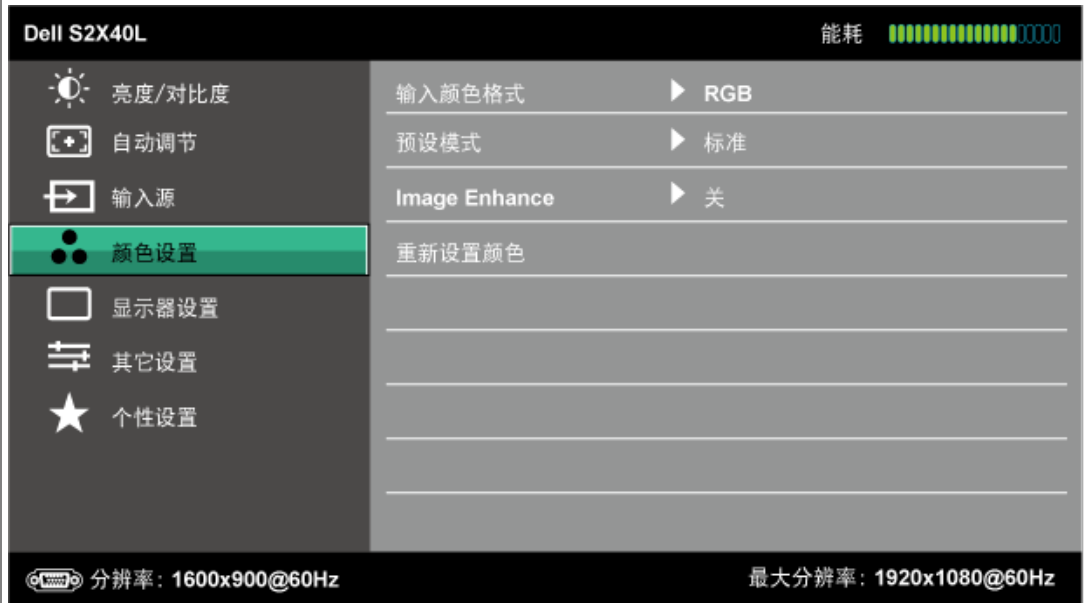 Dell S2X40L 能耗
亮度/对比度 输入颜色格式 RGB
自动调节 预设模式 标准
输入源 Image Enhance 关
颜色设置 重新设置颜色
显示器设置
其它设置
个性设置
分辨率: 1600x900@60Hz 最大分辨率: 1920x1080@60Hz